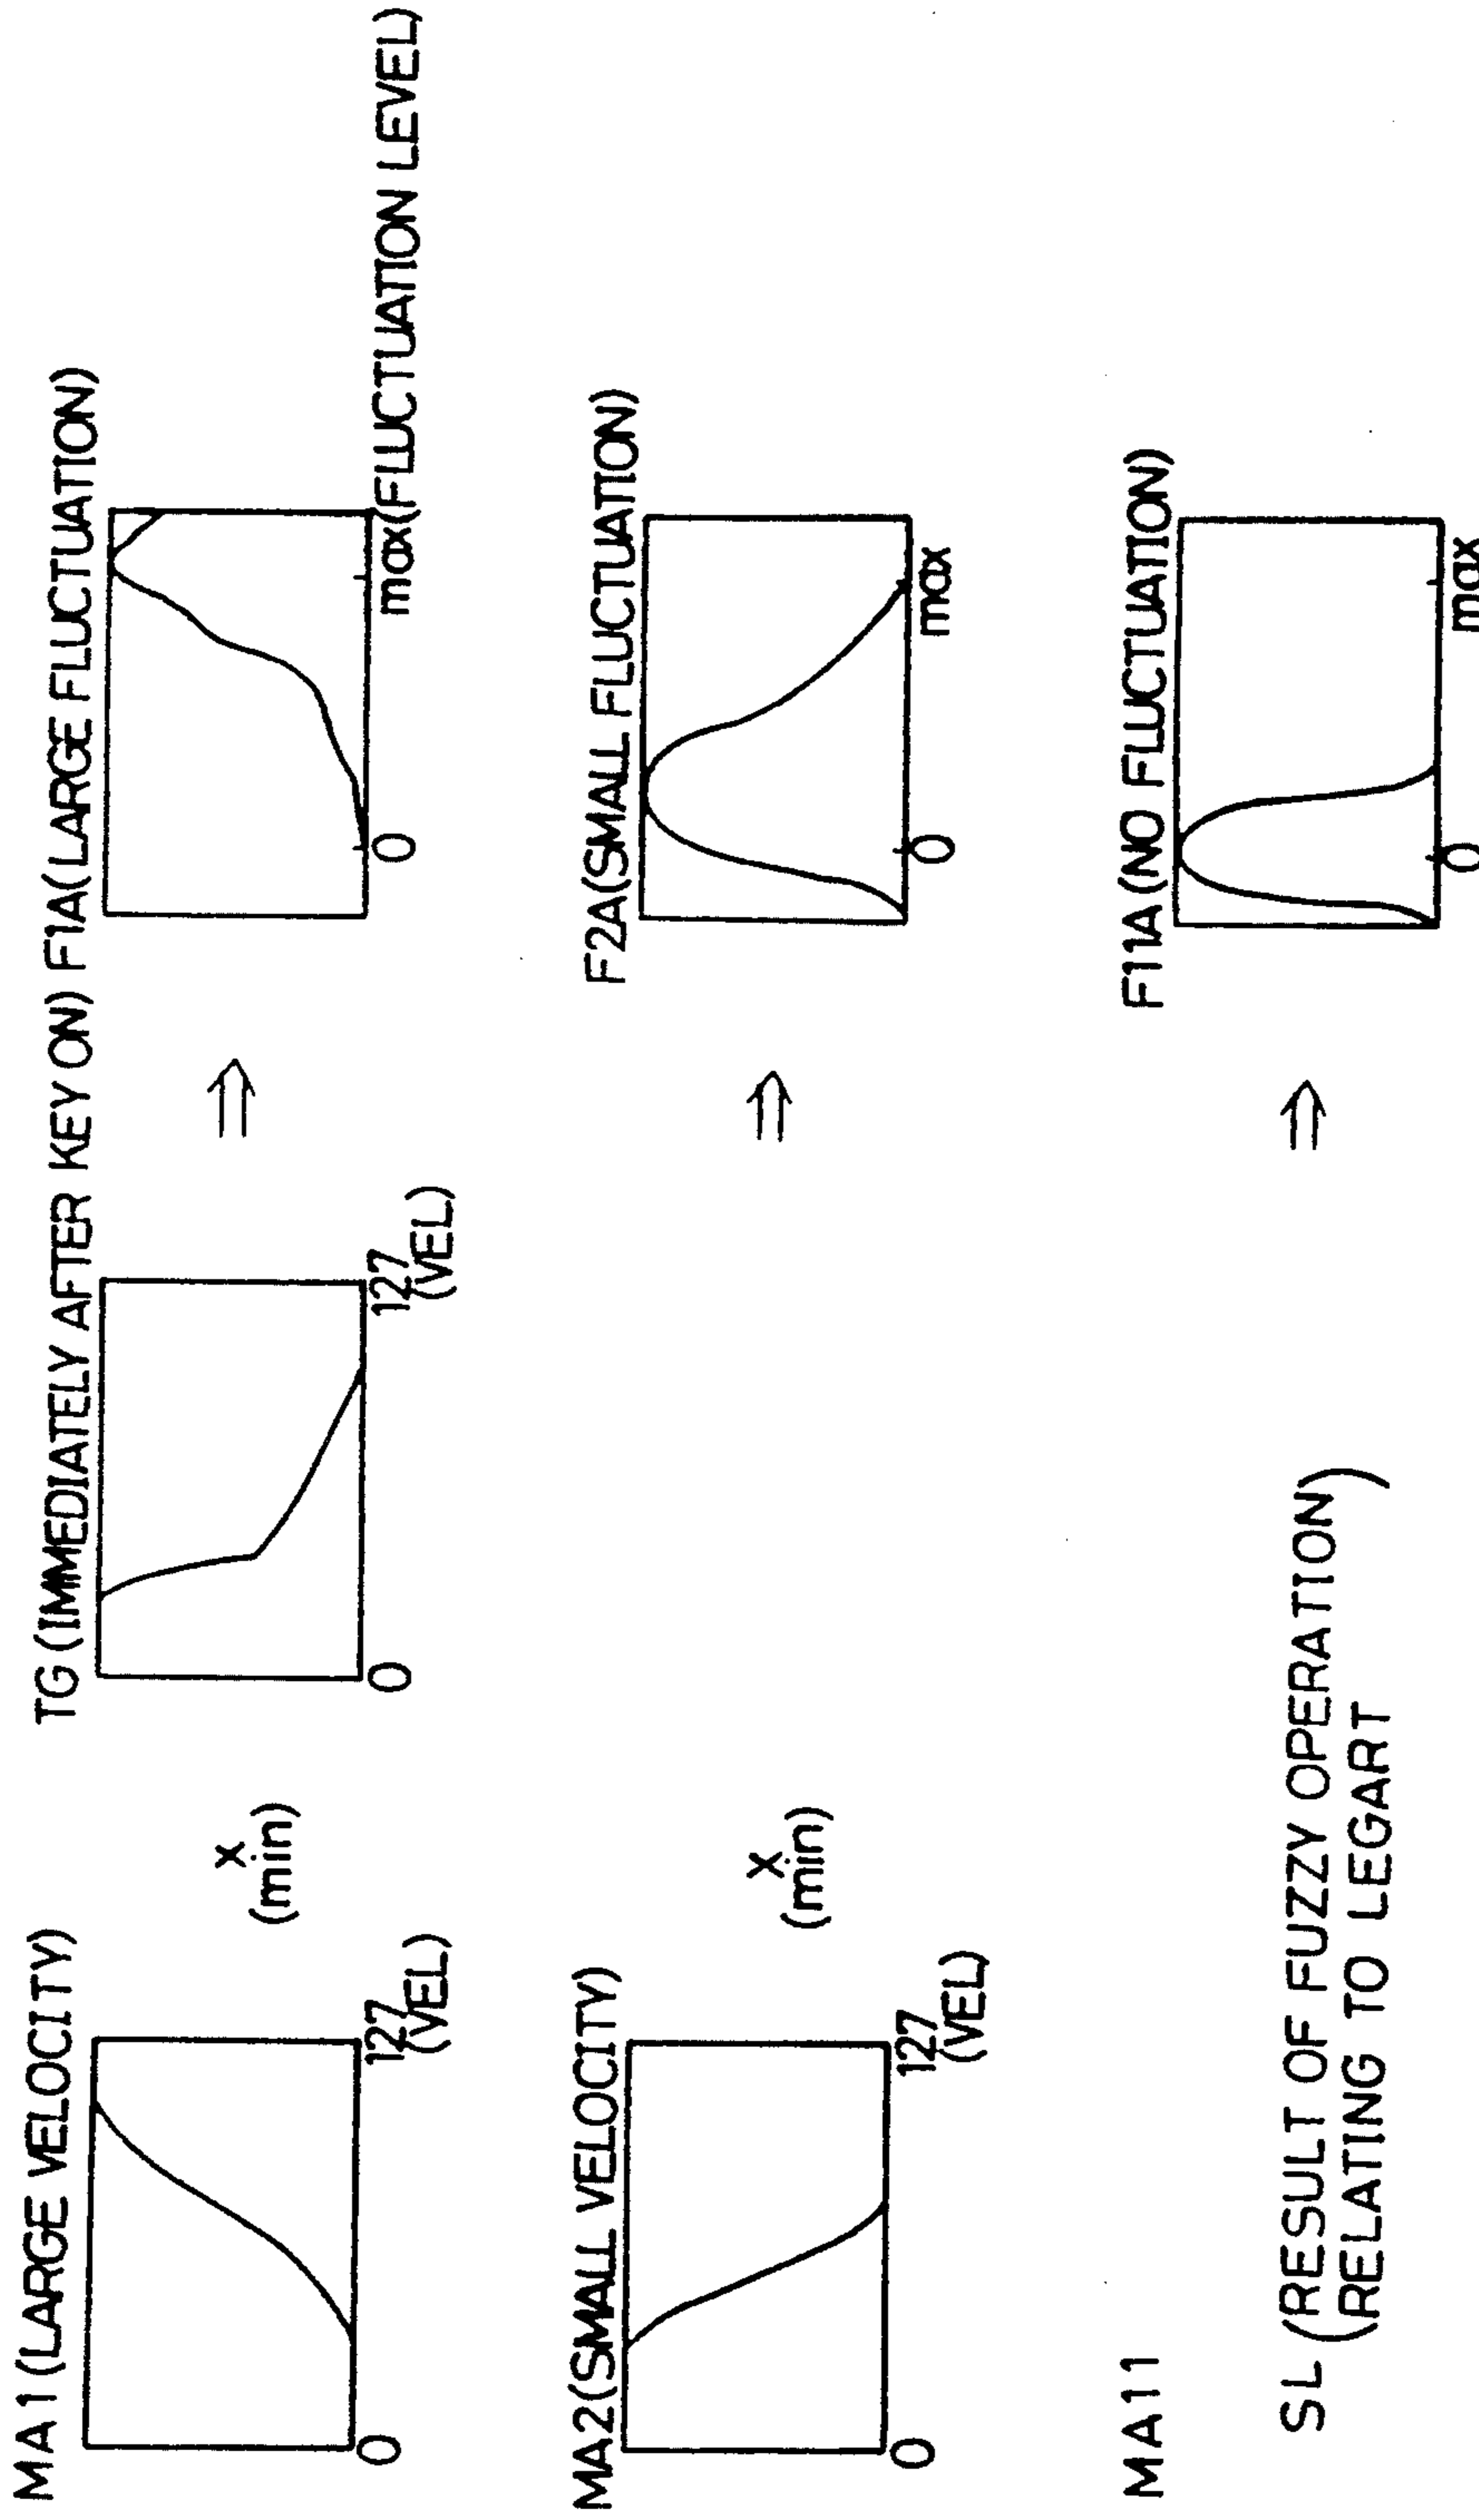 MA1 (LARGE VELOCITY)
0
127
(VEL)
x
(min)
TG (IMMEDIATELY AFTER KEY ON)
0
127
(VEL)
⇒
F1A (LARGE FLUCTUATION)
0
max (FLUCTUATION LEVEL)
MA2 (SMALL VELOCITY)
0
127
(VEL)
x
(min)
⇒
F2A (SMALL FLUCTUATION)
0
max
MA11
SL (RESULT OF FUZZY OPERATION)
(RELATING TO LEGART)
⇒
F11A (NO FLUCTUATION)
0
max